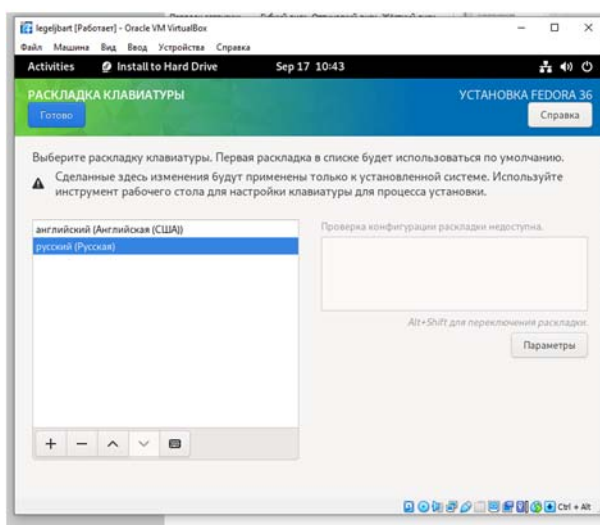 legeljbart [Работает] - Oracle VM VirtualBox
Файл Машина Вид Ввод Устройства Справка
Activities Install to Hard Drive Sep 17 10:43
РАСКЛАДКА КЛАВИАТУРЫ
УСТАНОВКА FEDORA 36
Готово
Справка
Выберите раскладку клавиатуры. Первая раскладка в списке будет использоваться по умолчанию.
Сделанные здесь изменения будут применены только к установленной системе. Используйте
инструмент рабочего стола для настройки клавиатуры для процесса установки.
английский (Английская (США))
русский (Русская)
Проверка конфигурации раскладки недоступна.
Alt+Shift для переключения раскладки.
Параметры
Ctrl + Alt